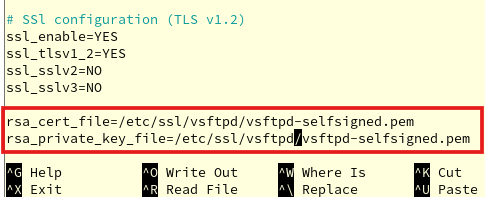 # SSl configuration (TLS v1.2)
ssl_enable=YES
ssl_tlsv1_2=YES
ssl_sslv2=NO
ssl_sslv3=NO
rsa_cert_file=/etc/ssl/vsftpd/vsftpd-selfsigned.pem
rsa_private_key_file=/etc/ssl/vsftpd/vsftpd-selfsigned.pem
^G Help ^O Write Out ^W Where Is ^K Cut
^X Exit ^R Read File ^\ Replace ^U Paste